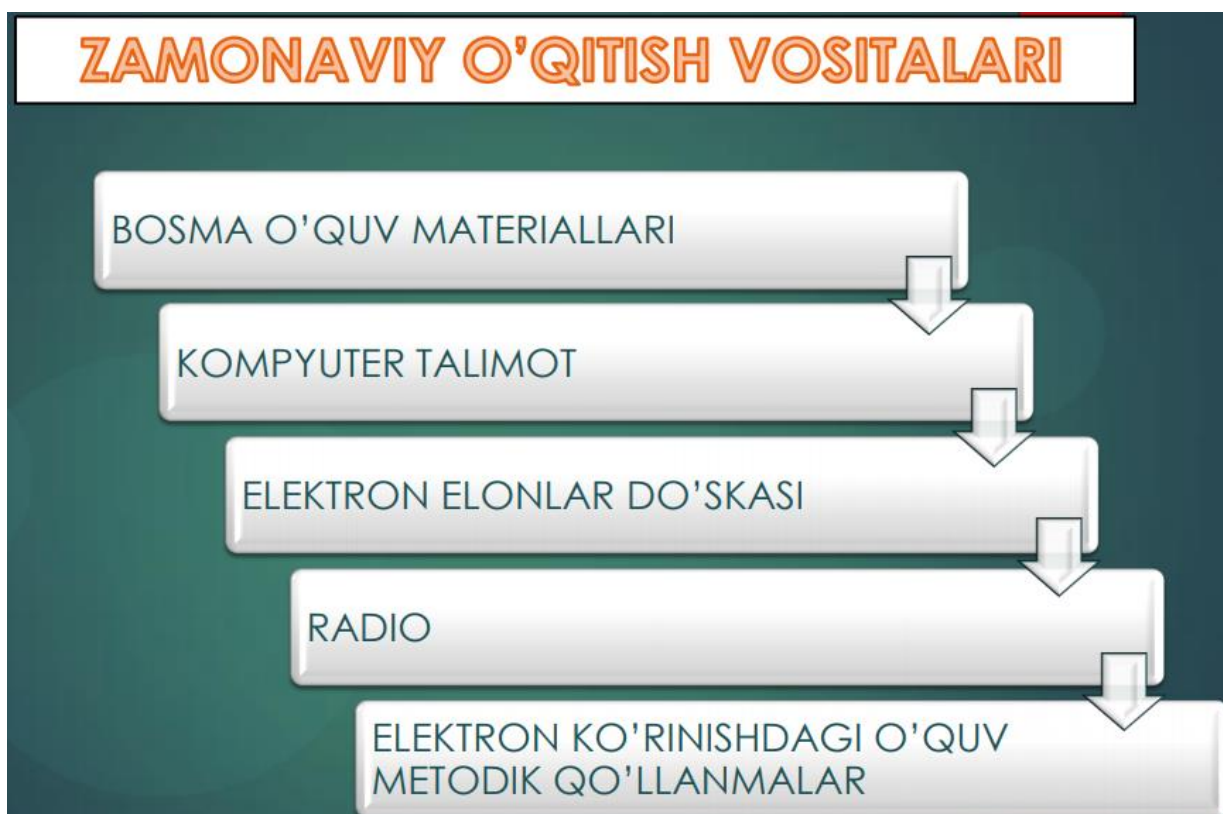 ZAMONAVIY O'QITISH VOSITALARI
BOSMA O'QUV MATERIALLARI
KOMPYUTER TALIMOT
ELEKTRON ELONLAR DO'SKASI
RADIO
ELEKTRON KO'RINISHDAGI O'QUV
METODIK QO'LLANMALAR